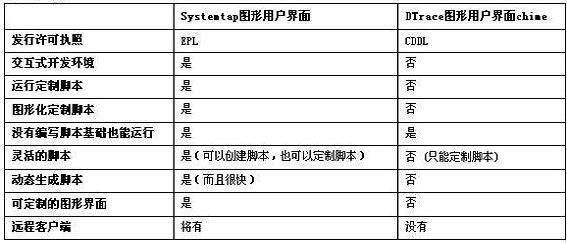 Systemtap图形用户界面 DTrace图形用户界面chime
发行许可执照 EPL CDDL
交互式开发环境 是 否
运行定制脚本 是 否
图形化定制脚本 是 否
没有编写脚本基础也能运行 是 是
灵活的脚本 是(可以创建脚本,也可以定制脚本) 否 (只能定制脚本)
动态生成脚本 是(而且很快) 否
可定制的图形界面 是 否
远程客户端 将有 没有